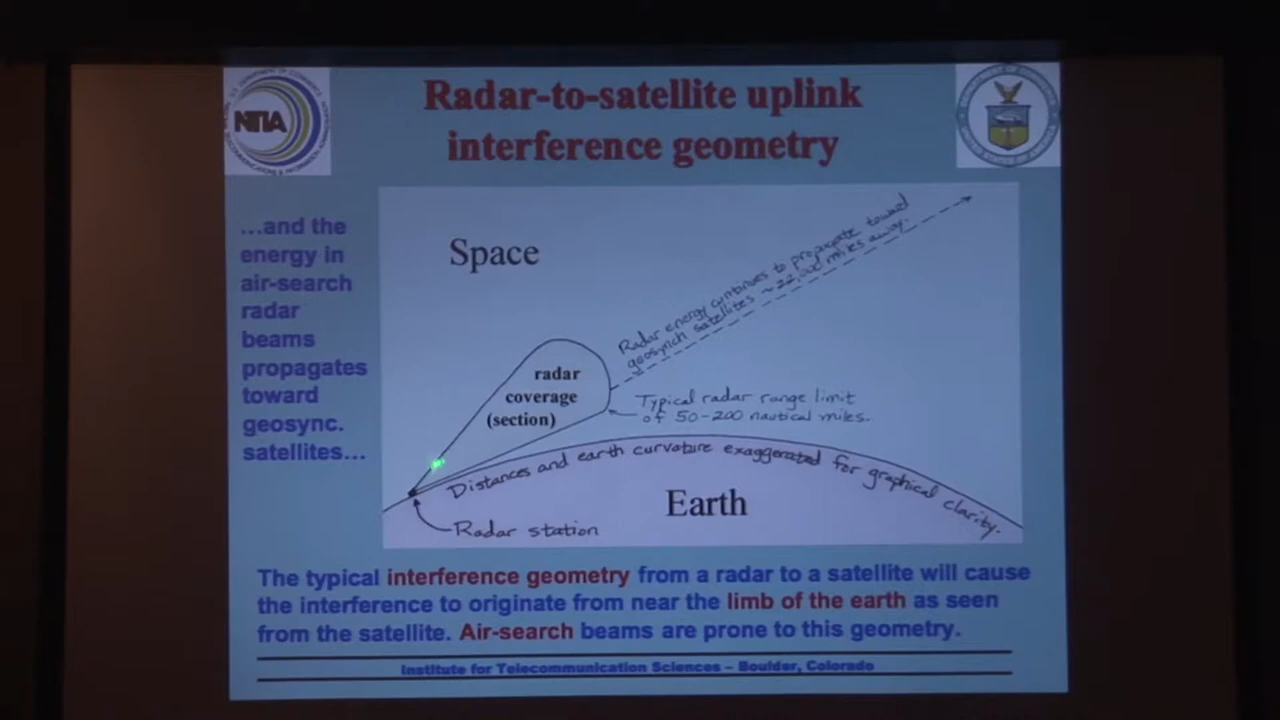 Radar-to-satellite uplink
interference geometry
NTIA
…and the
energy in
air-search
radar
beams
propagates
toward
geosync.
satellites…
Space
Radar energy continues to propagate toward
geosynch satellites ~22,000 miles away.
radar
coverage
(section)
Typical radar range limit
of 50-200 nautical miles.
Distances and earth curvature exaggerated for graphical clarity.
Earth
Radar station
The typical interference geometry from a radar to a satellite will cause
the interference to originate from near the limb of the earth as seen
from the satellite. Air-search beams are prone to this geometry.
Institute for Telecommunication Sciences – Boulder, Colorado